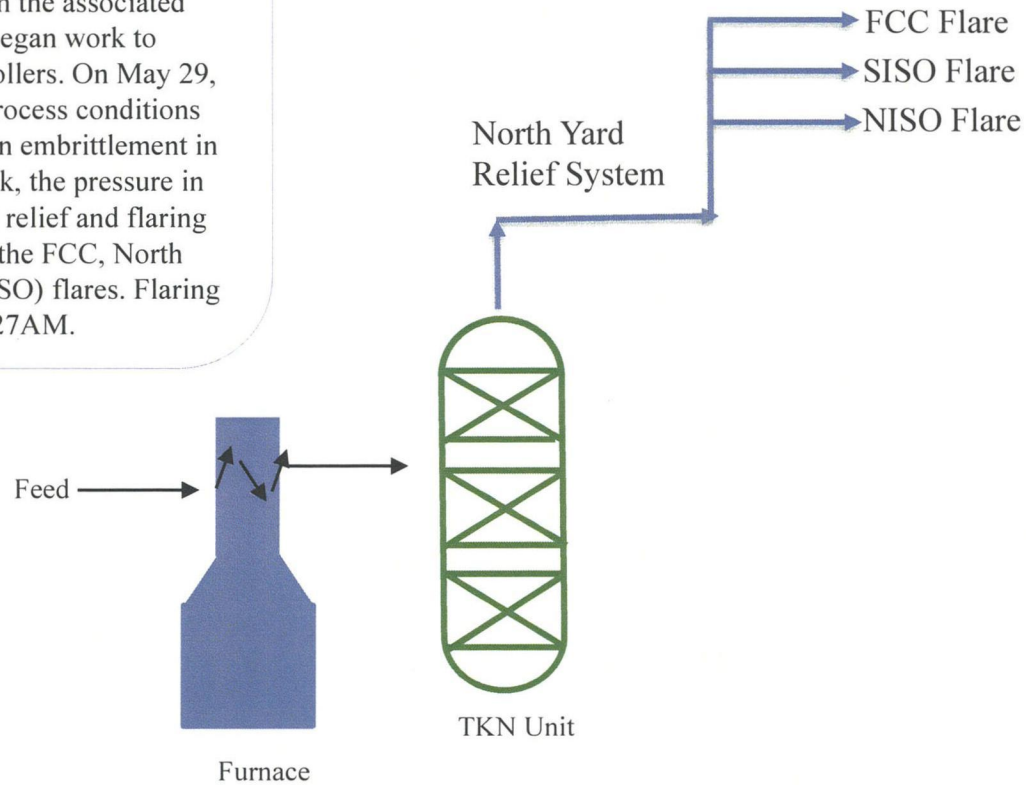 the associated
egan work to
ollers. On May 29,
rocess conditions
n embrittlement in
k, the pressure in
relief and flaring
the FCC, North
SO) flares. Flaring
27AM.
FCC Flare
SISO Flare
NISO Flare
North Yard
Relief System
Feed
TKN Unit
Furnace